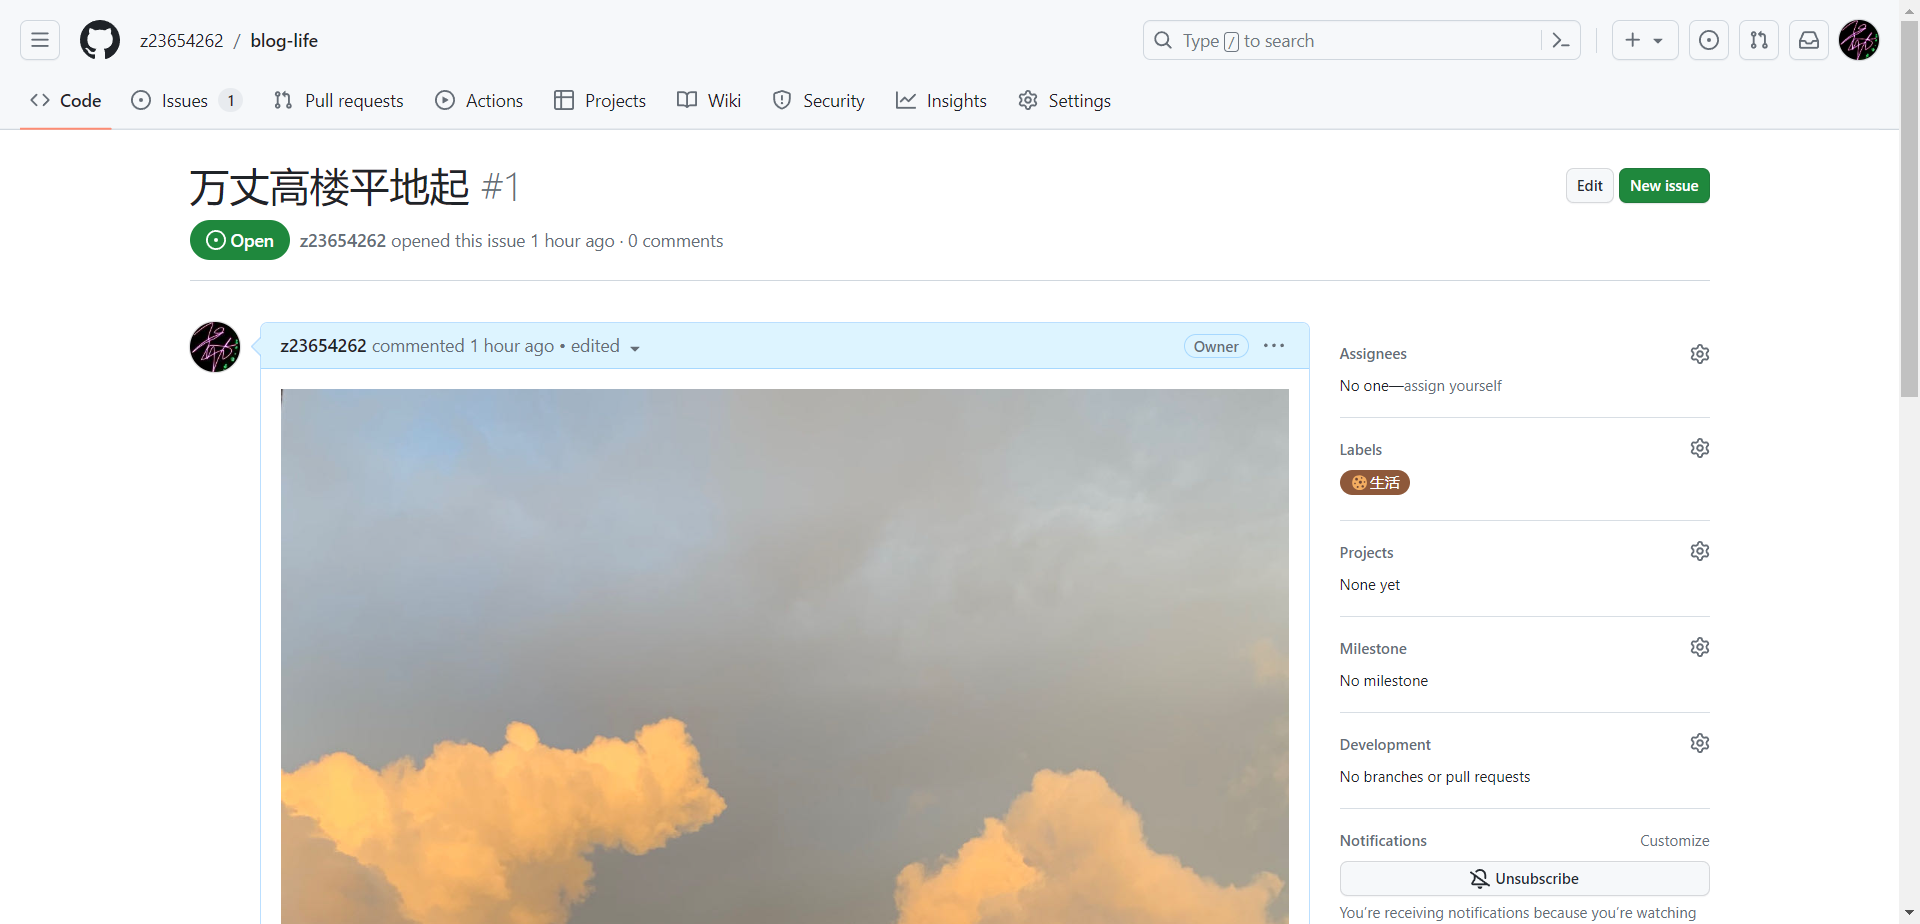 z23654262 / blog-life
Type / to search
Code
Issues 1
Pull requests
Actions
Projects
Wiki
Security
Insights
Settings
万丈高楼平地起 #1
Edit
New issue
Open
z23654262 opened this issue 1 hour ago · 0 comments
z23654262 commented 1 hour ago • edited
Owner
Assignees
No one—assign yourself
Labels
🍪生活
Projects
None yet
Milestone
No milestone
Development
No branches or pull requests
Notifications
Customize
Unsubscribe
You’re receiving notifications because you’re watching